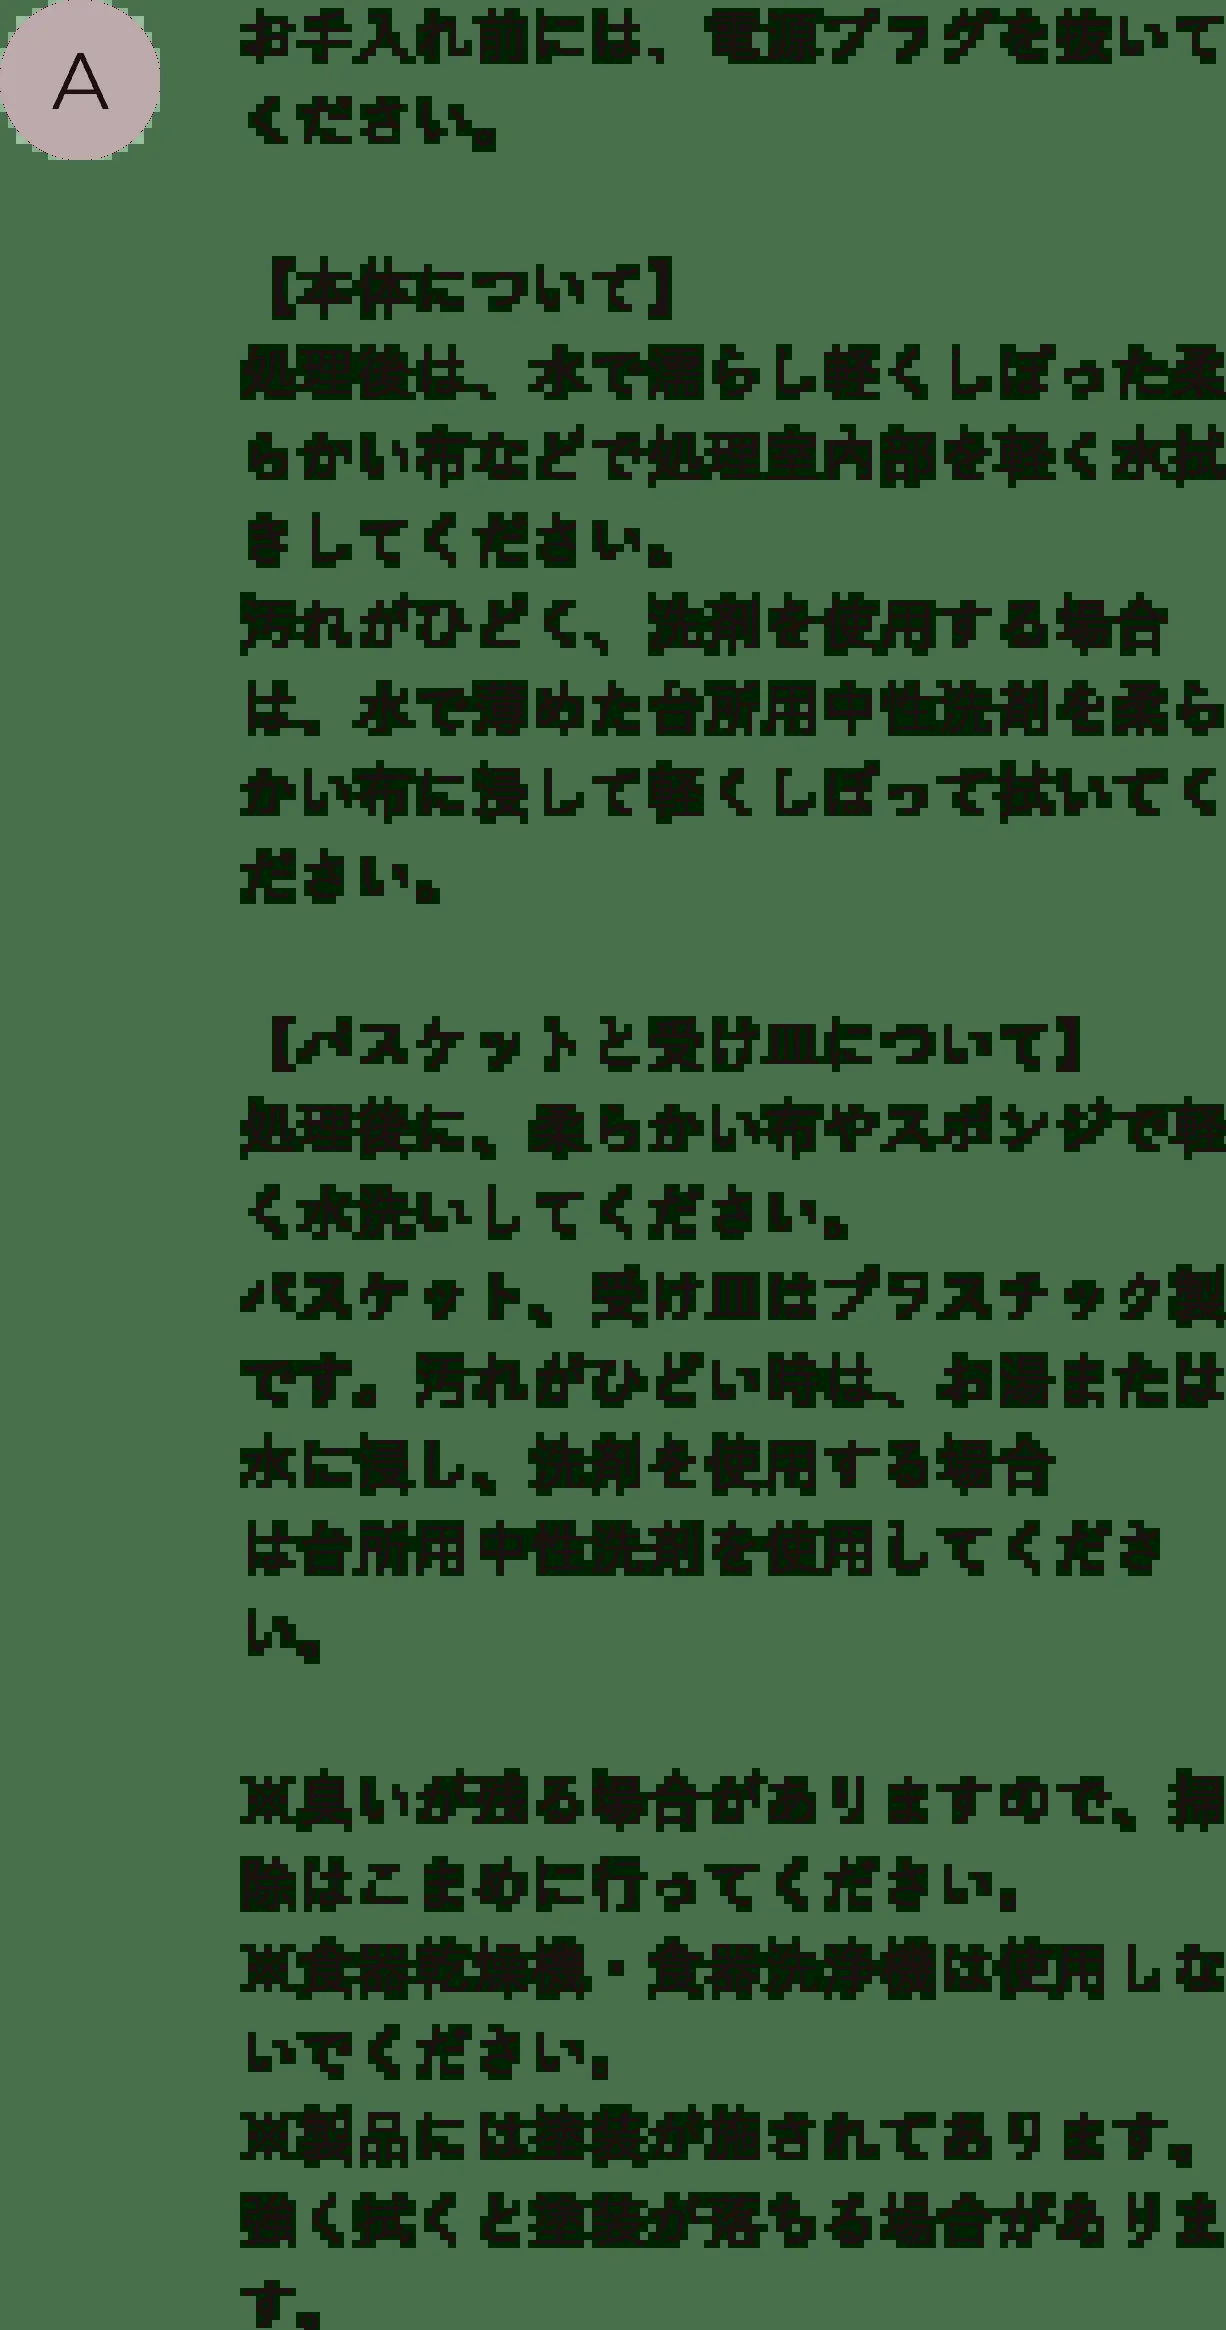 A
お手入れ前には、電源プラグを抜いて
ください。
【本体について】
処理後は、水で濡らし軽くしぼった柔
らかい布などで処理室内部を軽く水拭
きしてください。
汚れがひどく、洗剤を使用する場合
は、水で薄めた台所用中性洗剤を柔ら
かい布に浸して軽くしぼって拭いてく
ださい。
【バスケットと受け皿について】
処理後に、柔らかい布やスポンジで軽
く水洗いしてください。
バスケット、受け皿はプラスチック製
です。汚れがひどい時は、お湯または
水に浸し、洗剤を使用する場合
は台所用中性洗剤を使用してくださ
い。
※臭いが残る場合がありますので、掃
除はこまめに行ってください。
※食器乾燥機・食器洗浄機は使用しな
いでください。
※製品には塗装が施されてあります。
強く拭くと塗装が落ちる場合がありま
す。